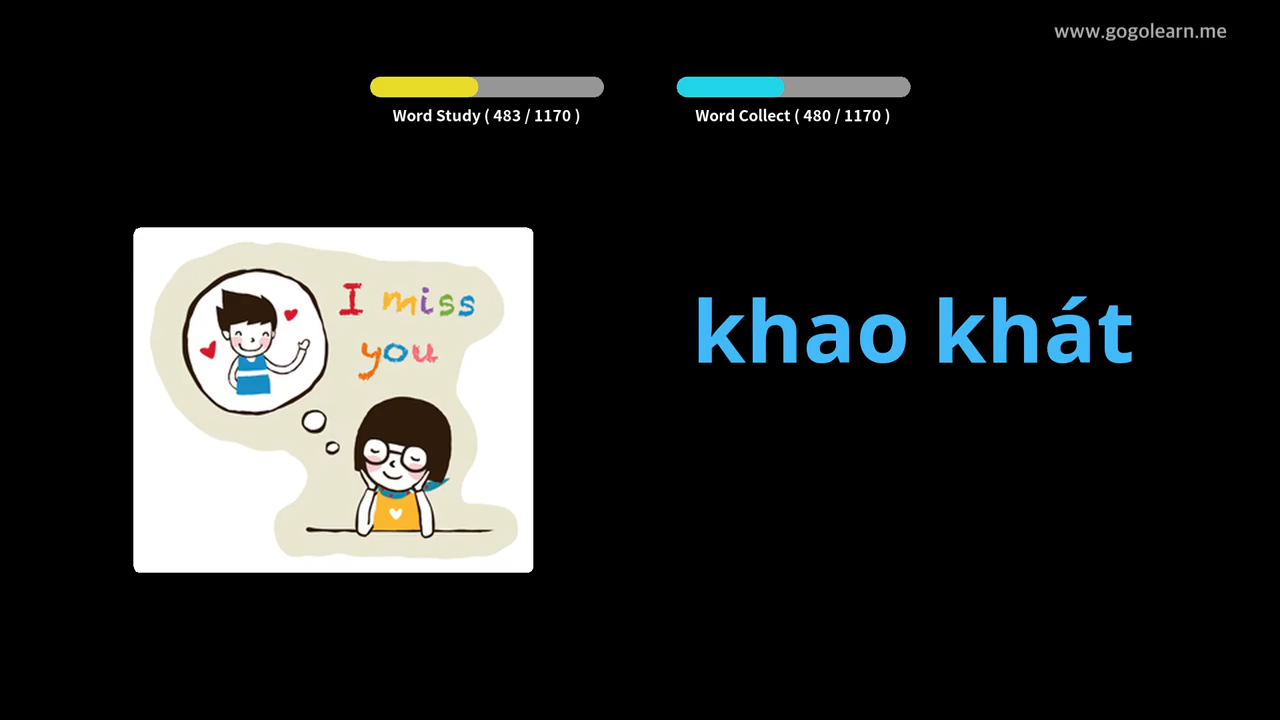 www.gogolearn.me
Word Study ( 483 / 1170 )
Word Collect ( 480 / 1170 )
I miss
you
khao khát